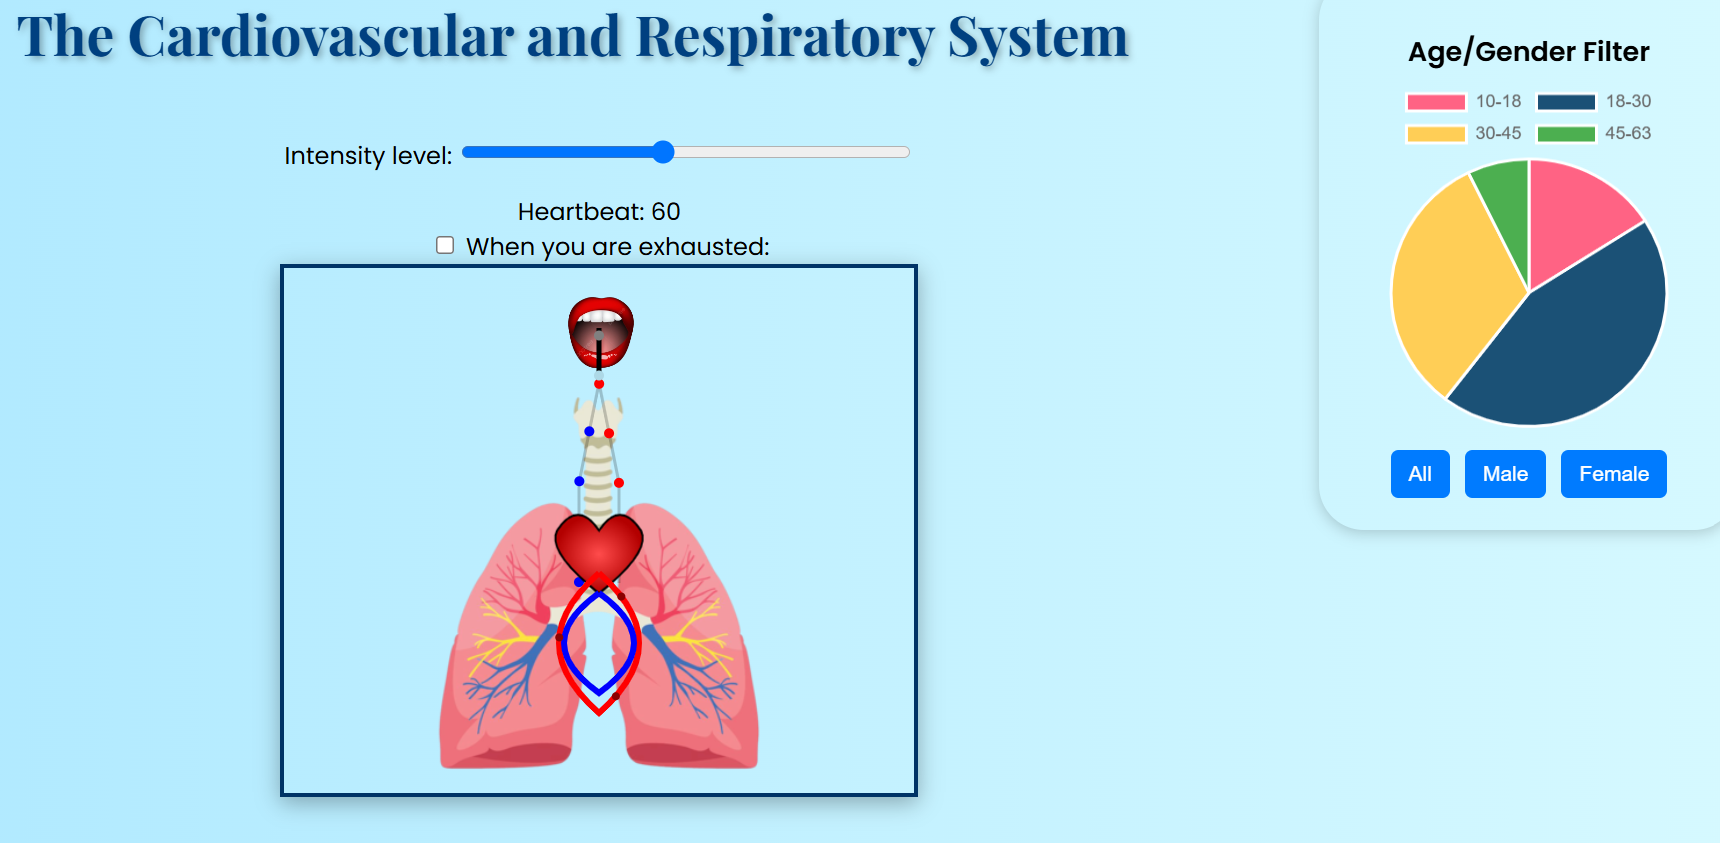 The Cardiovascular and Respiratory System
Intensity level:
Heartbeat: 60
When you are exhausted:
Age/Gender Filter
10-18 18-30
30-45 45-63
All Male Female